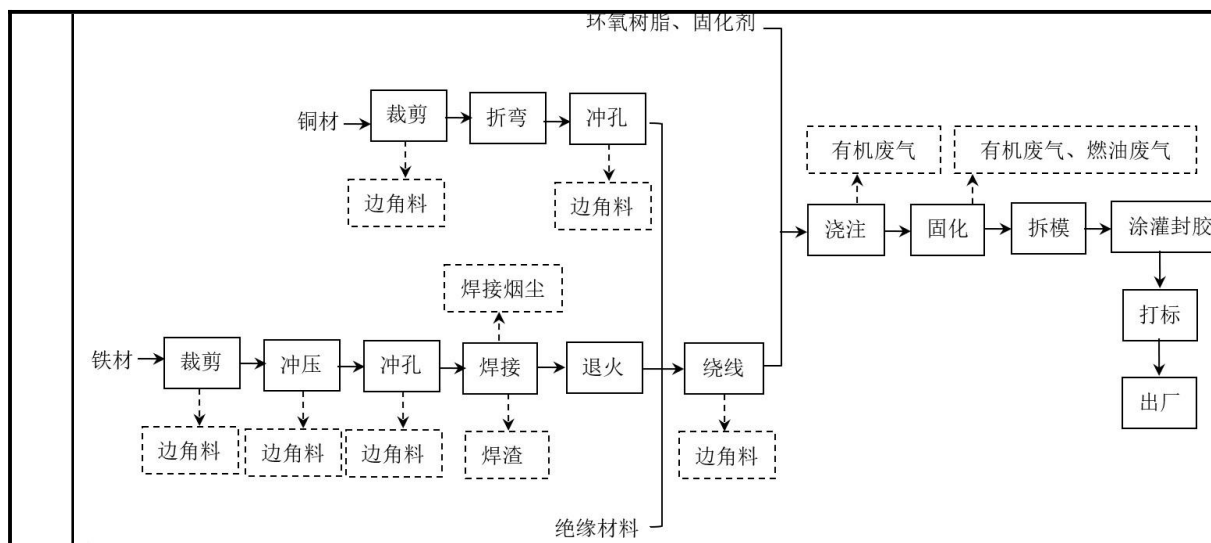 环氧树脂、固化剂
铜材
裁剪
折弯
冲孔
边角料
边角料
有机废气
有机废气、燃油废气
浇注
固化
拆模
涂灌封胶
打标
出厂
焊接烟尘
铁材
裁剪
冲压
冲孔
焊接
退火
绕线
边角料
边角料
边角料
焊渣
边角料
绝缘材料